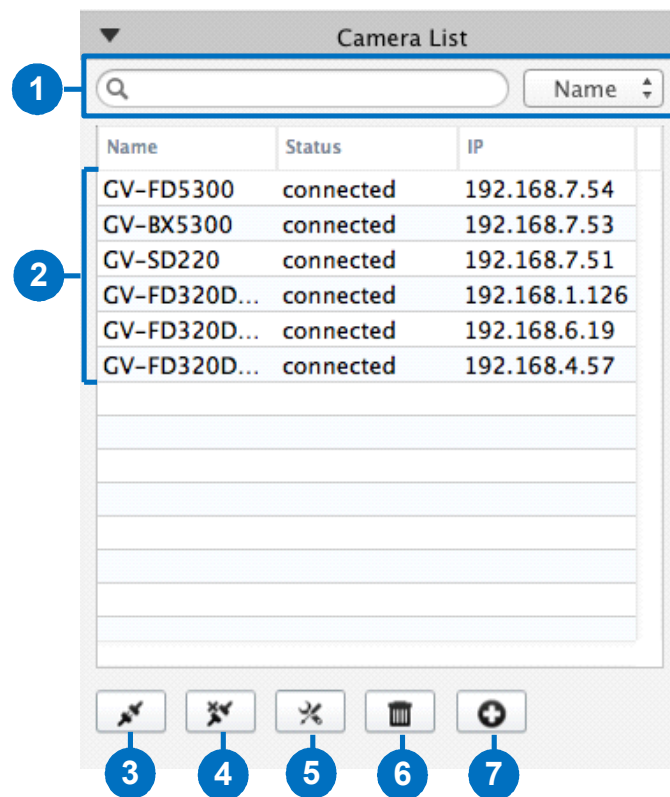 Camera List
1
Name
Name Status IP
GV-FD5300 connected 192.168.7.54
GV-BX5300 connected 192.168.7.53
2
GV-SD220 connected 192.168.7.51
GV-FD320D... connected 192.168.1.126
GV-FD320D... connected 192.168.6.19
GV-FD320D... connected 192.168.4.57
3 4 5 6 7